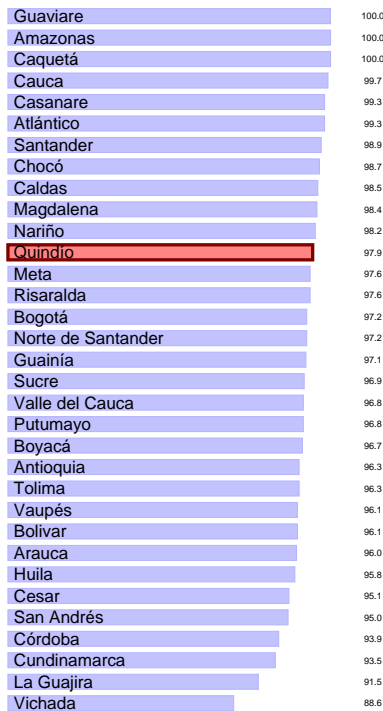 Guaviare 100.0
Amazonas 100.0
Caquetá 100.0
Cauca 99.7
Casanare 99.3
Atlántico 99.3
Santander 98.9
Chocó 98.7
Caldas 98.5
Magdalena 98.4
Nariño 98.2
Quindío 97.9
Meta 97.6
Risaralda 97.6
Bogotá 97.2
Norte de Santander 97.2
Guainía 97.1
Sucre 96.9
Valle del Cauca 96.8
Putumayo 96.8
Boyacá 96.7
Antioquia 96.3
Tolima 96.3
Vaupés 96.1
Bolivar 96.1
Arauca 96.0
Huila 95.8
Cesar 95.1
San Andrés 95.0
Córdoba 93.9
Cundinamarca 93.5
La Guajira 91.5
Vichada 88.6